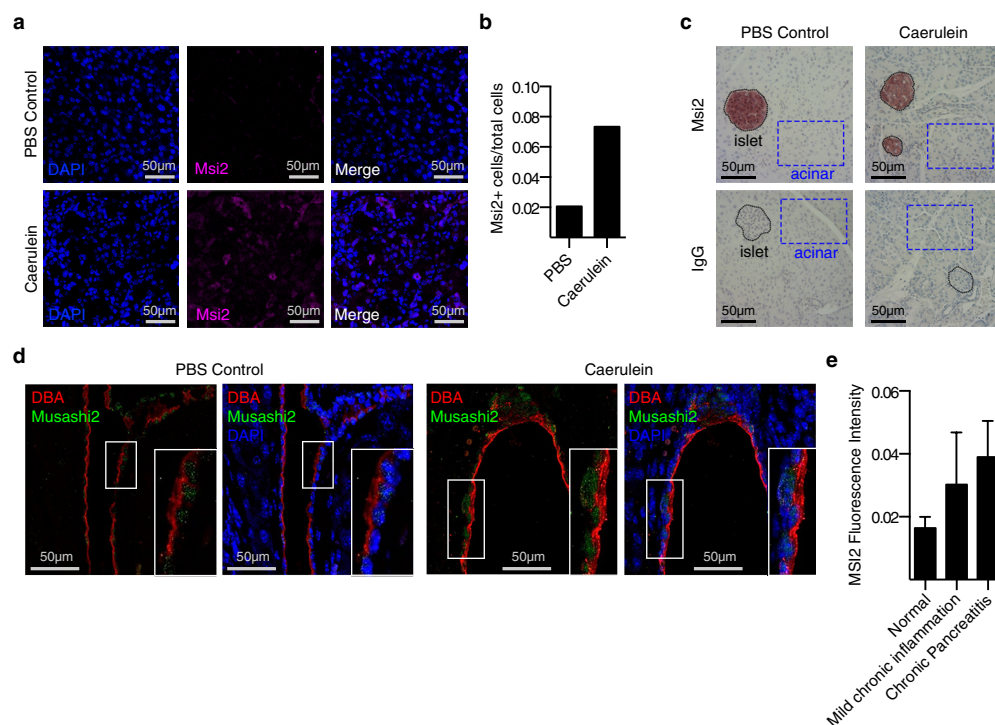 a
PBS Control
DAPI
50µm
Msi2
50µm
Merge
50µm
Caerulein
DAPI
50µm
Msi2
50µm
Merge
50µm
b
Msi2+ cells/total cells
0.10
0.08
0.06
0.04
0.02
PBS
Caerulein
c
PBS Control
Caerulein
Msi2
islet
50µm
acinar
50µm
IgG
islet
50µm
acinar
50µm
d
PBS Control
Caerulein
DBA
Musashi2
50µm
DBA
Musashi2
DAPI
50µm
DBA
Musashi2
50µm
DBA
Musashi2
DAPI
50µm
e
MSI2 Fluorescence Intensity
0.06
0.04
0.02
Normal
Mild chronic inflammation
Chronic Pancreatitis